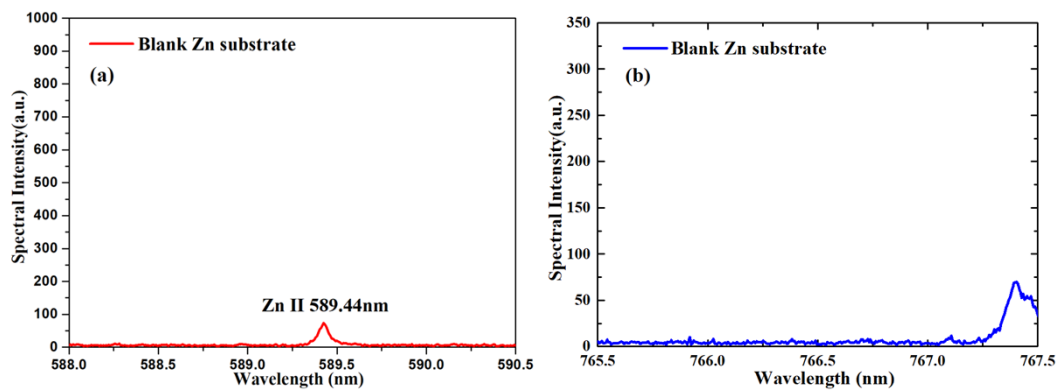 Blank Zn substrate
(a)
Zn II 589.44nm
Spectral Intensity(a.u.)
1000
900
800
700
600
500
400
300
200
100
0
588.0 588.5 589.0 589.5 590.0 590.5
Wavelength (nm)
Blank Zn substrate
(b)
Spectral Intensity(a.u.)
350
300
250
200
150
100
50
0
765.5 766.0 766.5 767.0 767.5
Wavelength (nm)